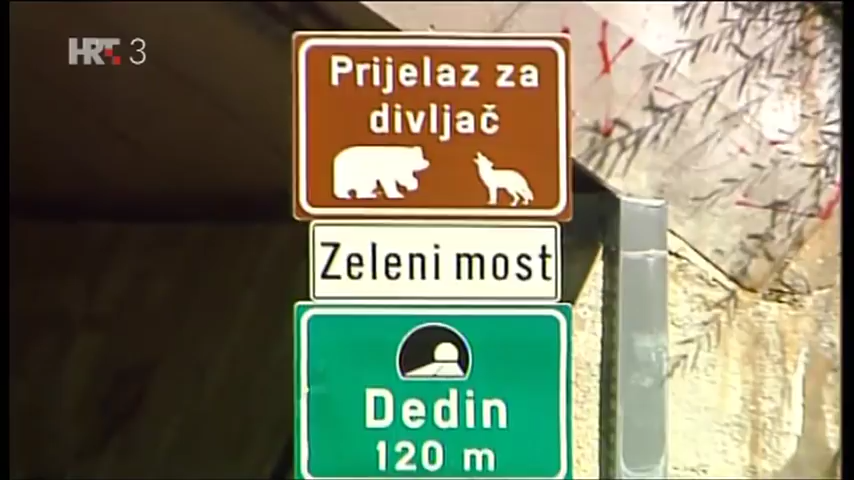 HRT 3
Prijelaz za
divljač
Zeleni most
Dedin
120 m